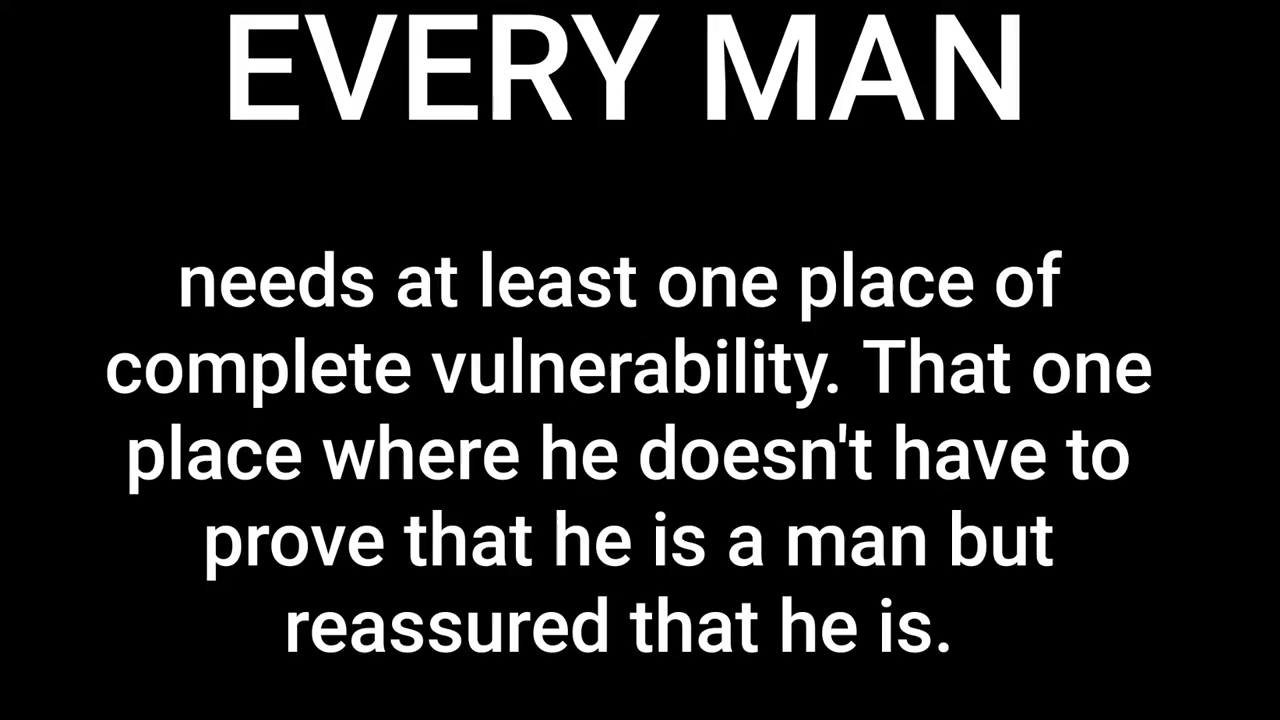 EVERY MAN
needs at least one place of
complete vulnerability. That one
place where he doesn't have to
prove that he is a man but
reassured that he is.